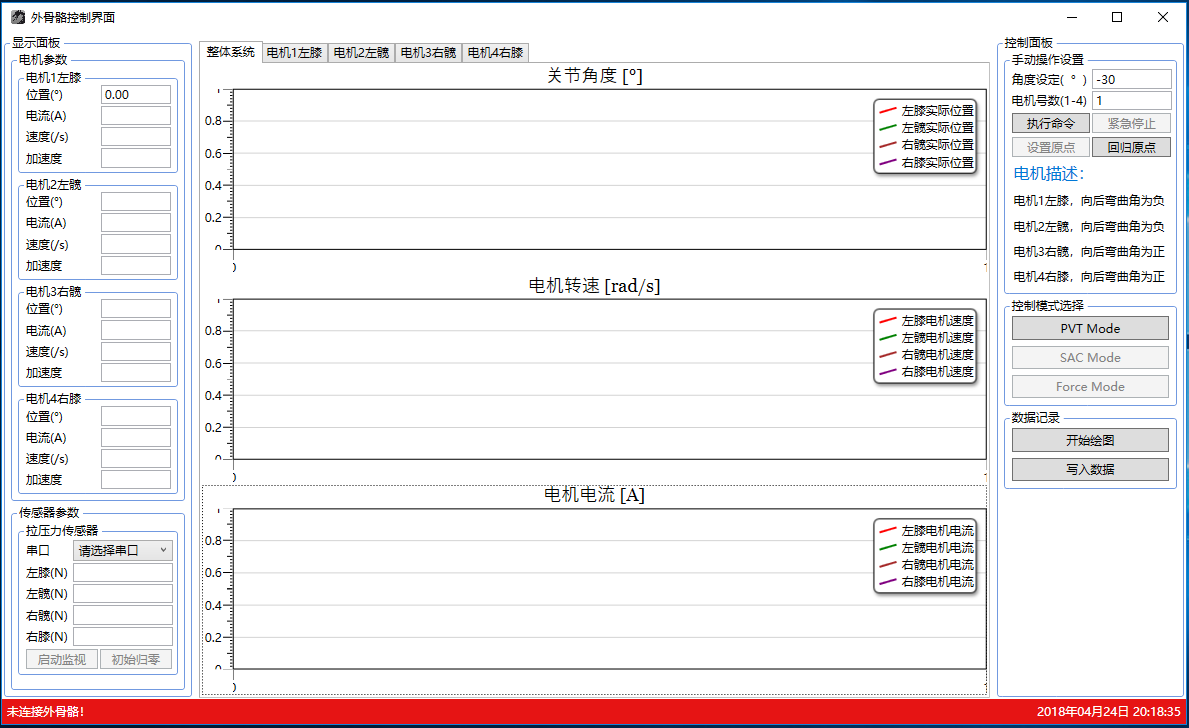 外骨骼控制界面
显示面板
电机参数
电机1左膝
位置(°) 0.00
电流(A)
速度(/s)
加速度
电机2左髋
位置(°)
电流(A)
速度(/s)
加速度
电机3右髋
位置(°)
电流(A)
速度(/s)
加速度
电机4右膝
位置(°)
电流(A)
速度(/s)
加速度
传感器参数
拉压力传感器
串口 请选择串口
左膝(N)
左髋(N)
右髋(N)
右膝(N)
启动监视 初始归零
整体系统 电机1左膝 电机2左髋 电机3右髋 电机4右膝
关节角度 [°]
1
0.8
0.6
0.4
0.2
0
0 1
左膝实际位置
左髋实际位置
右髋实际位置
右膝实际位置
电机转速 [rad/s]
1
0.8
0.6
0.4
0.2
0
0 1
左膝电机速度
左髋电机速度
右髋电机速度
右膝电机速度
电机电流 [A]
1
0.8
0.6
0.4
0.2
0
0 1
左膝电机电流
左髋电机电流
右髋电机电流
右膝电机电流
控制面板
手动操作设置
角度设定( ° ) -30
电机号数(1-4) 1
执行命令 紧急停止
设置原点 回归原点
电机描述:
电机1左膝，向后弯曲角为负
电机2左髋，向后弯曲角为负
电机3右髋，向后弯曲角为正
电机4右膝，向后弯曲角为正
控制模式选择
PVT Mode
SAC Mode
Force Mode
数据记录
开始绘图
写入数据
未连接外骨骼!
2018年04月24日 20:18:35